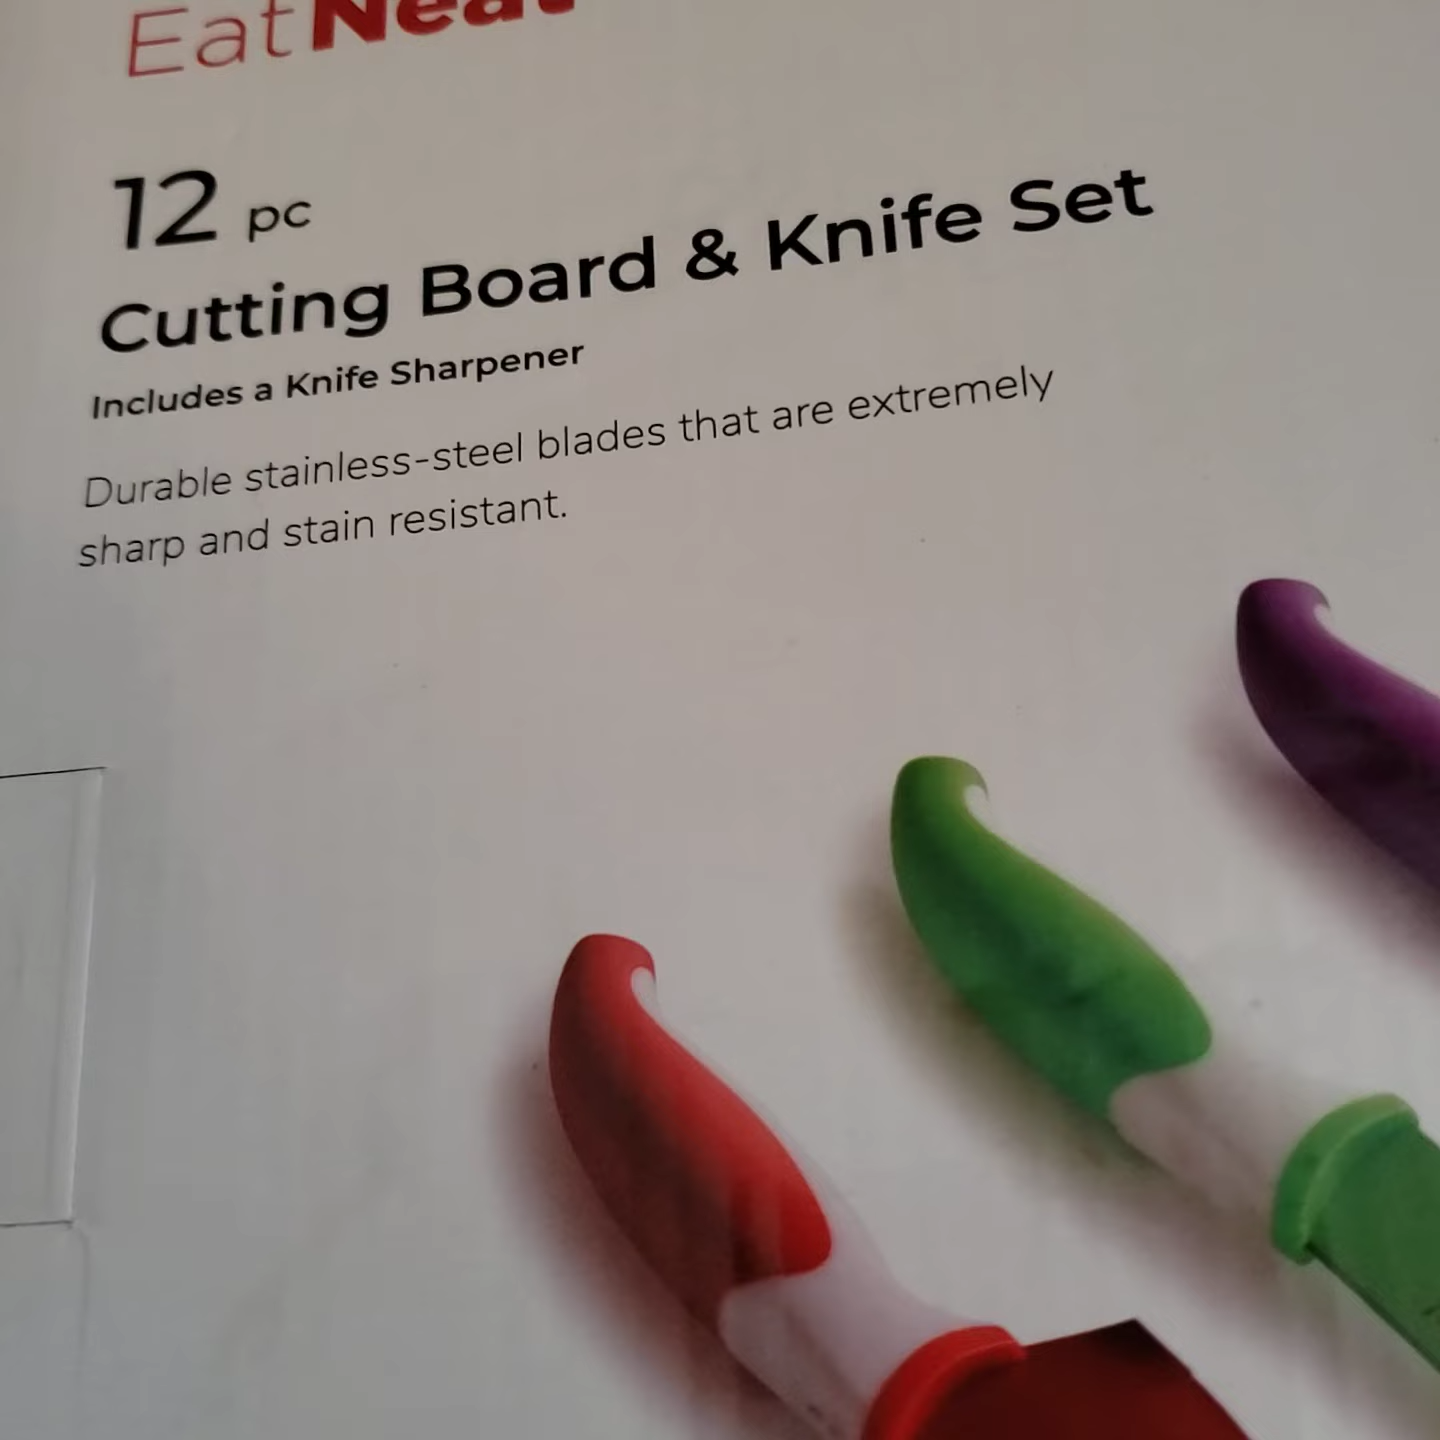 EatNeat
12 pc
Cutting Board & Knife Set
Includes a Knife Sharpener
Durable stainless-steel blades that are extremely
sharp and stain resistant.